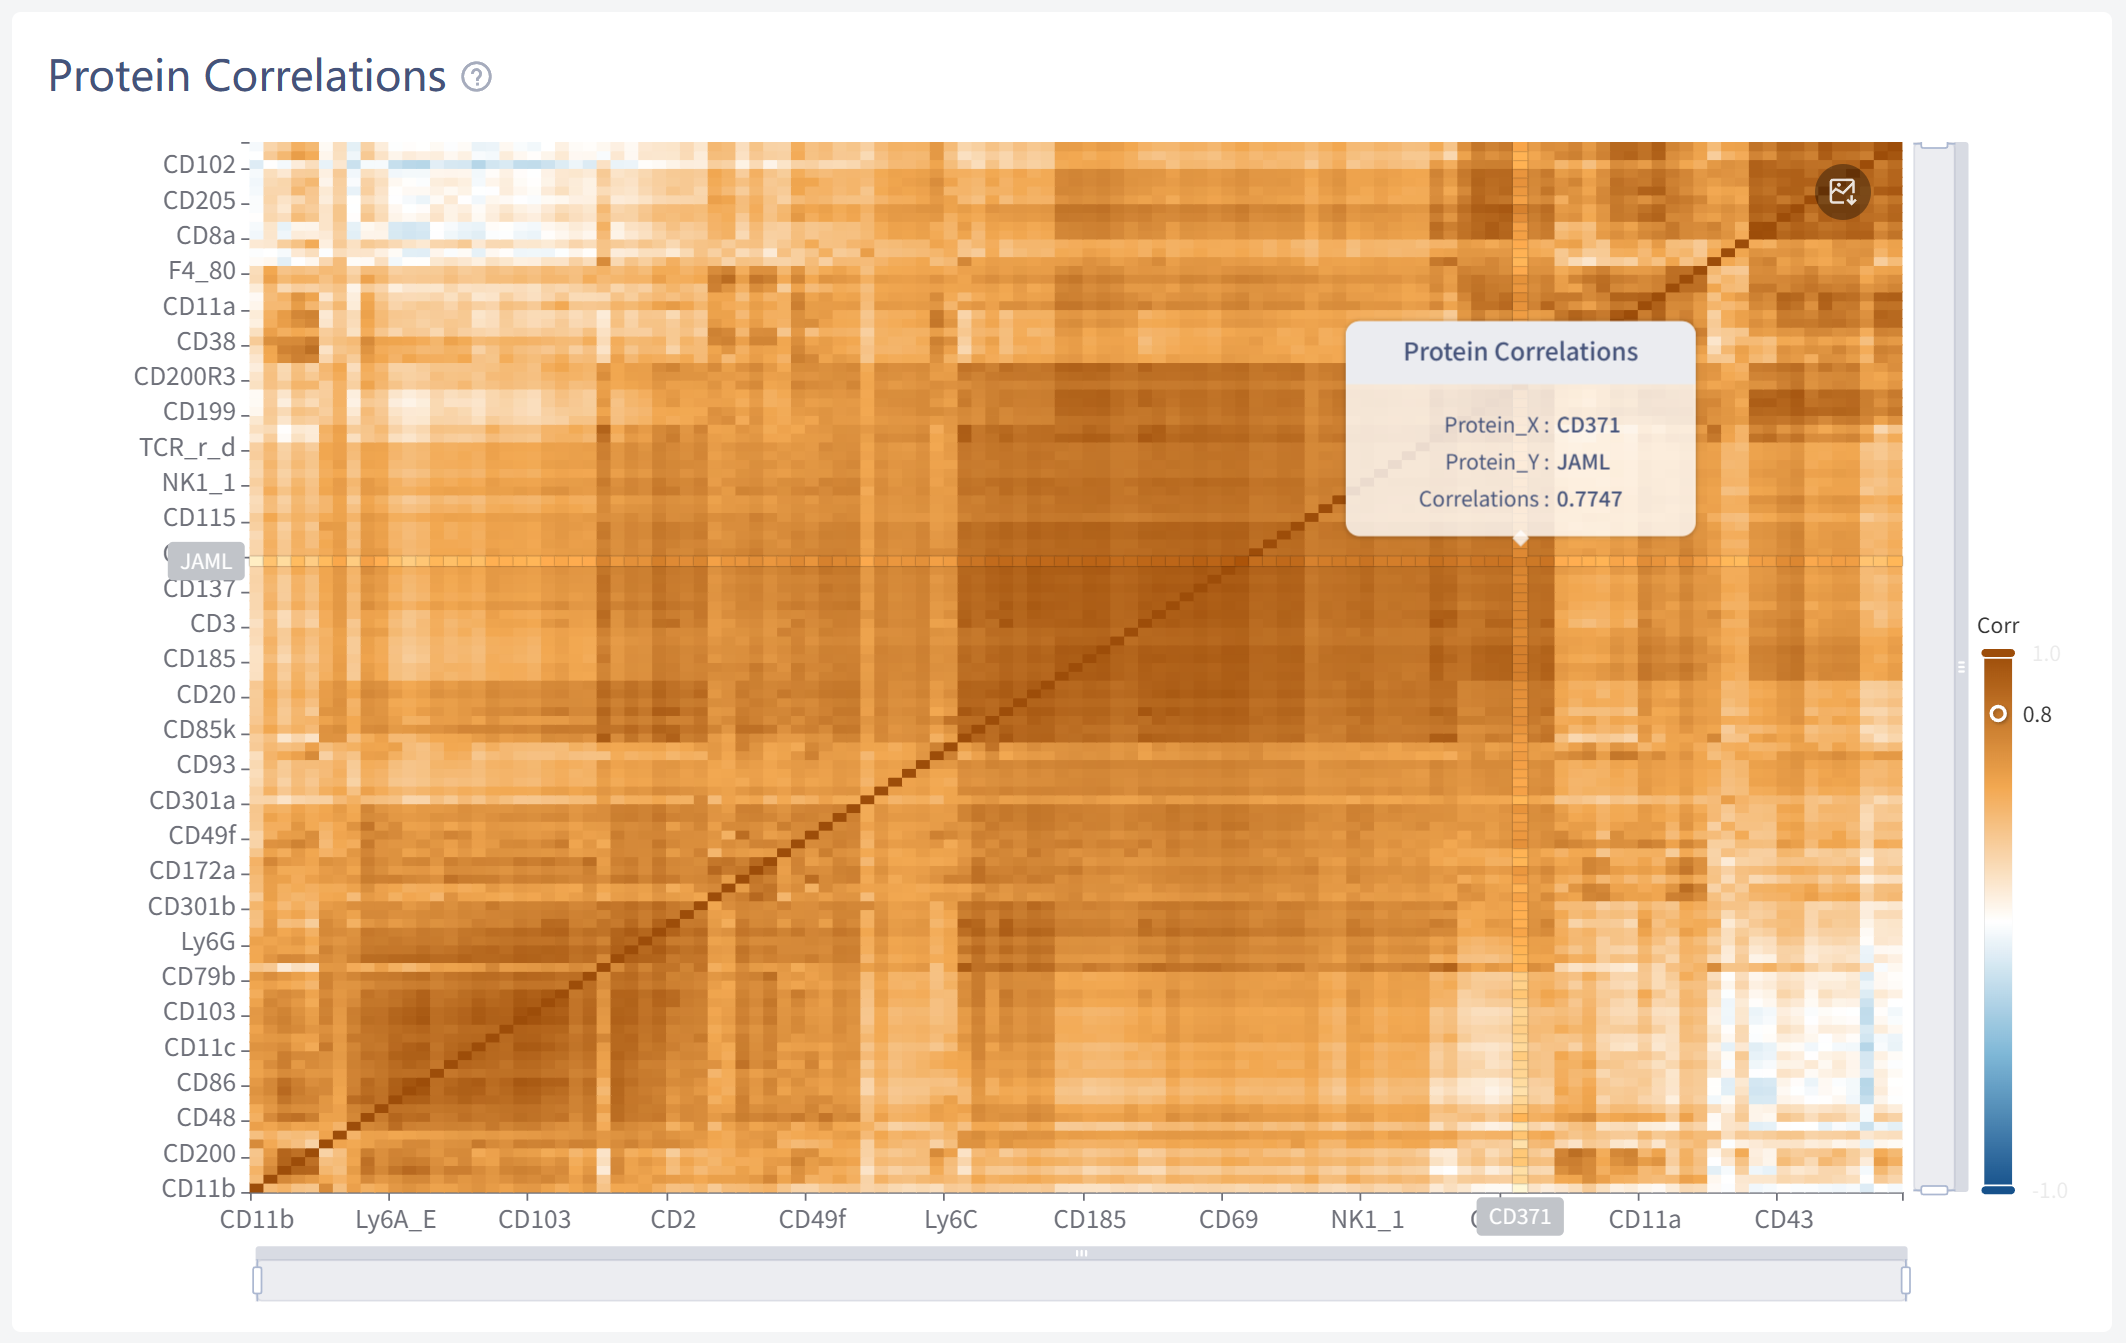 Protein Correlations ?
CD102
CD205
CD8a
F4_80
CD11a
CD38
CD200R3
CD199
TCR_r_d
NK1_1
CD115
JAML
CD137
CD3
CD185
CD20
CD85k
CD93
CD301a
CD49f
CD172a
CD301b
Ly6G
CD79b
CD103
CD11c
CD86
CD48
CD200
CD11b
Protein Correlations
Protein_X : CD371
Protein_Y : JAML
Correlations : 0.7747
Corr
1.0
0.8
-1.0
CD11b Ly6A_E CD103 CD2 CD49f Ly6C CD185 CD69 NK1_1 CD371 CD11a CD43